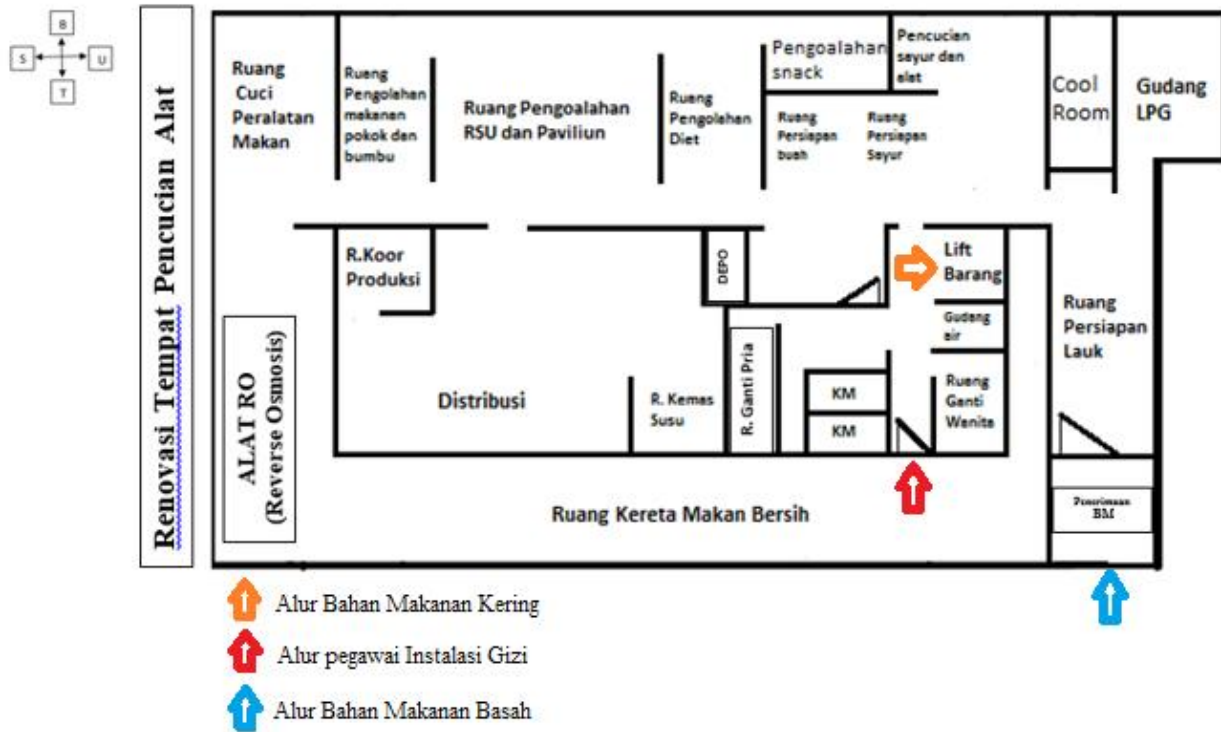 B
S
U
T
Renovasi Tempat Pencucian Alat
Ruang
Cuci
Peralatan
Makan
Ruang
Pengolahan
makanan
pokok dan
bumbu
Ruang Pengoalahan
RSU dan Paviliun
Ruang
Pengolahan
Diet
Pengoalahan
snack
Pencucian
sayur dan
alat
Ruang
Persiapan
buah
Ruang
Persiapan
Sayur
Cool
Room
Gudang
LPG
R.Koor
Produksi
DEPO
Lift
Barang
Gudang
air
Ruang
Persiapan
Lauk
ALAT RO
(Reverse Osmosis)
Distribusi
R. Kemas
Susu
R. Ganti Pria
KM
KM
Ruang
Ganti
Wanita
Ruang Kereta Makan Bersih
Penerimaan
BM
Alur Bahan Makanan Kering
Alur pegawai Instalasi Gizi
Alur Bahan Makanan Basah